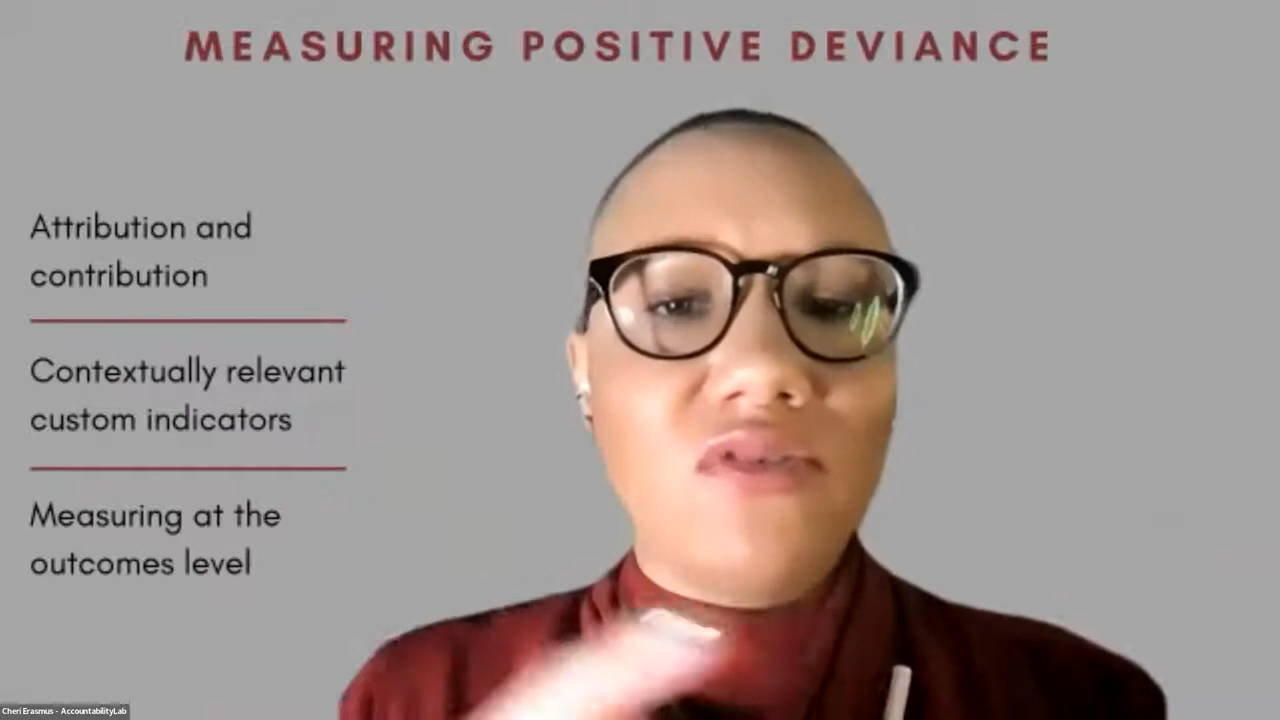 MEASURING POSITIVE DEVIANCE
Attribution and
contribution
Contextually relevant
custom indicators
Measuring at the
outcomes level
Cheri Erasmus - AccountabilityLab